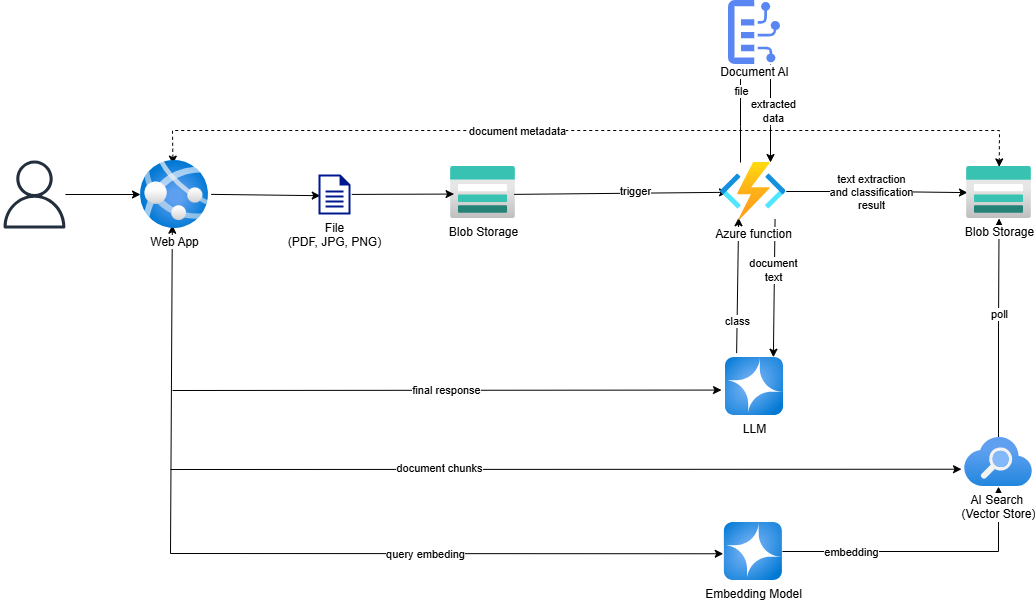 Document AI
file
extracted
data
document metadata
Web App
File
(PDF, JPG, PNG)
Blob Storage
trigger
Azure function
text extraction
and classification
result
Blob Storage
document
text
class
poll
final response
LLM
document chunks
AI Search
(Vector Store)
query embeding
embedding
Embedding Model